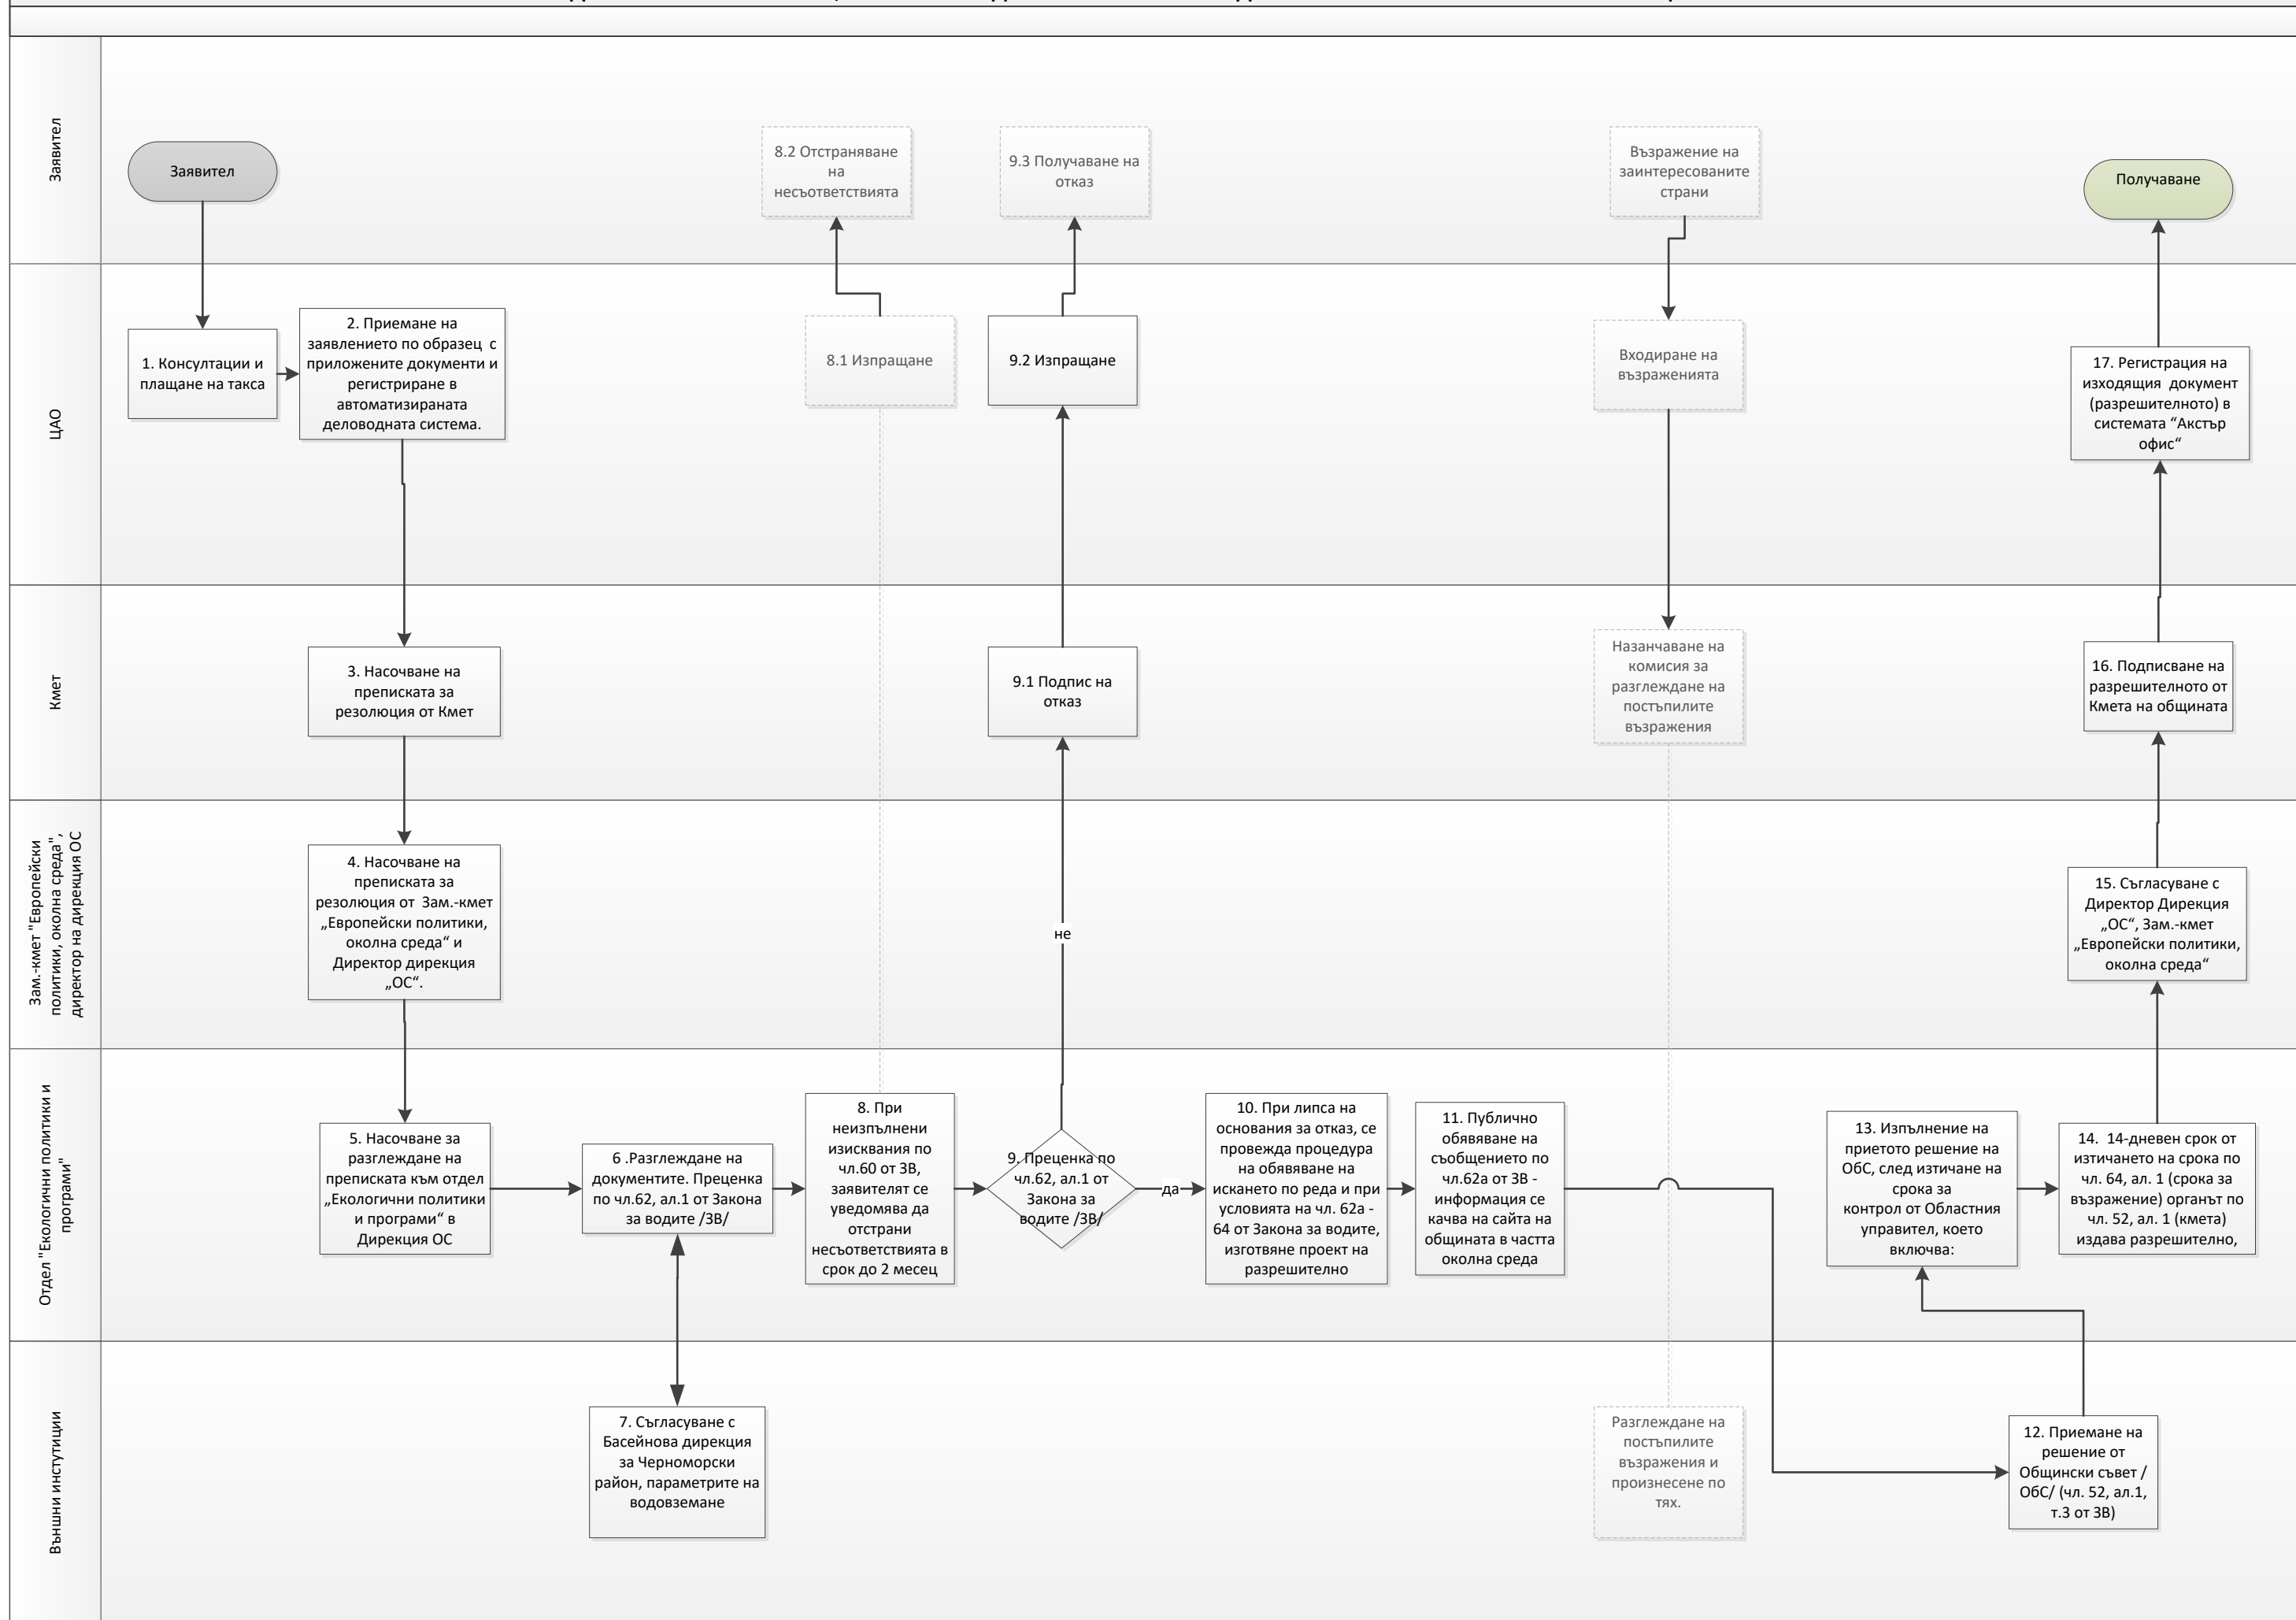 Заявител
Заявител
8.2 Отстраняване
на
несъответствията
9.3 Получаване на
отказ
Възражение на
заинтересованите
страни
Получаване
ЦАО
1. Консултации и
плащане на такса
2. Приемане на
заявлението по образец с
приложените документи и
регистриране в
автоматизираната
деловодната система.
8.1 Изпращане
9.2 Изпращане
Входиране на
възраженията
17. Регистрация на
изходящия документ
(разрешителното) в
системата “Акстър
офис“
Кмет
3. Насочване на
преписката за
резолюция от Кмет
9.1 Подпис на
отказ
Назанчаване на
комисия за
разглеждане на
постъпилите
възражения
16. Подписване на
разрешителното от
Кмета на общината
Зам.-кмет "Европейски
политики, околна среда",
директор на дирекция ОС
4. Насочване на
преписката за
резолюция от Зам.-кмет
„Европейски политики,
околна среда“ и
Директор дирекция
„ОС“.
не
15. Съгласуване с
Директор Дирекция
„ОС“, Зам.-кмет
„Европейски политики,
околна среда“
Отдел "Екологични политики и
програми"
5. Насочване за
разглеждане на
преписката към отдел
„Екологични политики
и програми“ в
Дирекция ОС
6 .Разглеждане на
документите. Преценка
по чл.62, ал.1 от Закона
за водите /ЗВ/
8. При
неизпълнени
изисквания по
чл.60 от ЗВ,
заявителят се
уведомява да
отстрани
несъответствията в
срок до 2 месец
9. Преценка по
чл.62, ал.1 от
Закона за
водите /ЗВ/
да
10. При липса на
основания за отказ, се
провежда процедура
на обявяване на
искането по реда и при
условията на чл. 62а -
64 от Закона за водите,
изготвяне проект на
разрешително
11. Публично
обявяване на
съобщението по
чл.62а от ЗВ -
информация се
качва на сайта на
общината в частта
околна среда
13. Изпълнение на
приетото решение на
ОбС, след изтичане на
срока за
контрол от Областния
управител, което
включва:
14. 14-дневен срок от
изтичането на срока по
чл. 64, ал. 1 (срока за
възражение) органът по
чл. 52, ал. 1 (кмета)
издава разрешително,
Външни инстутиции
7. Съгласуване с
Басейнова дирекция
за Черноморски
район, параметрите на
водовземане
Разглеждане на
постъпилите
възражения и
произнесене по
тях.
12. Приемане на
решение от
Общински съвет /
ОбС/ (чл. 52, ал.1,
т.3 от ЗВ)